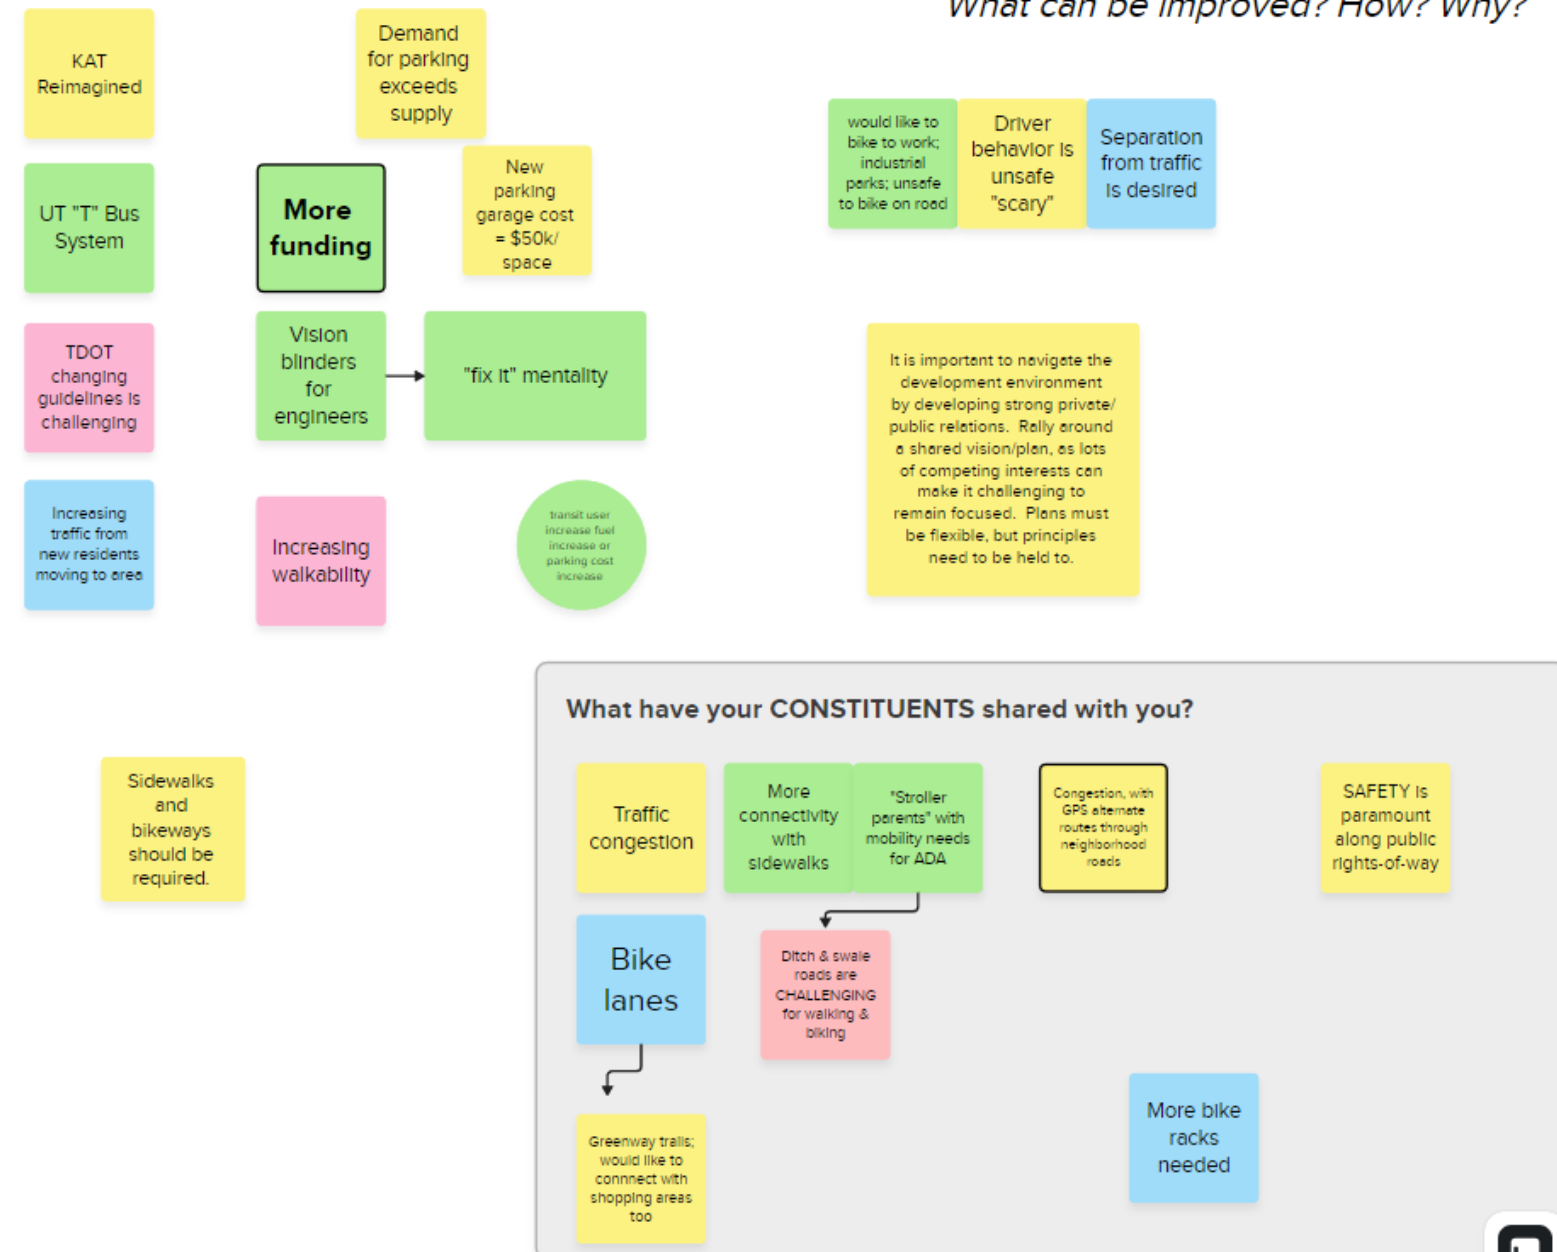 What can be improved? How? Why?
KAT
Reimagined
Demand
for parking
exceeds
supply
New
parking
garage cost
= $50k/
space
would like to
bike to work;
industrial
parks; unsafe
to bike on road
Driver
behavior is
unsafe
"scary"
Separation
from traffic
is desired
UT "T" Bus
System
More
funding
TDOT
changing
guidelines is
challenging
Vision
blinders
for
engineers
"fix it" mentality
It is important to navigate the
development environment
by developing strong private/
public relations. Rally around
a shared vision/plan, as lots
of competing interests can
make it challenging to
remain focused. Plans must
be flexible, but principles
need to be held to.
Increasing
traffic from
new residents
moving to area
Increasing
walkability
transit user
increase fuel
increase or
parking cost
increase
Sidewalks
and
bikeways
should be
required.
What have your CONSTITUENTS shared with you?
Traffic
congestion
More
connectivity
with
sidewalks
"Stroller
parents" with
mobility needs
for ADA
Congestion, with
GPS alternate
routes through
neighborhood
roads
SAFETY is
paramount
along public
rights-of-way
Bike
lanes
Ditch & swale
roads are
CHALLENGING
for walking &
biking
Greenway trails;
would like to
connnect with
shopping areas
too
More bike
racks
needed